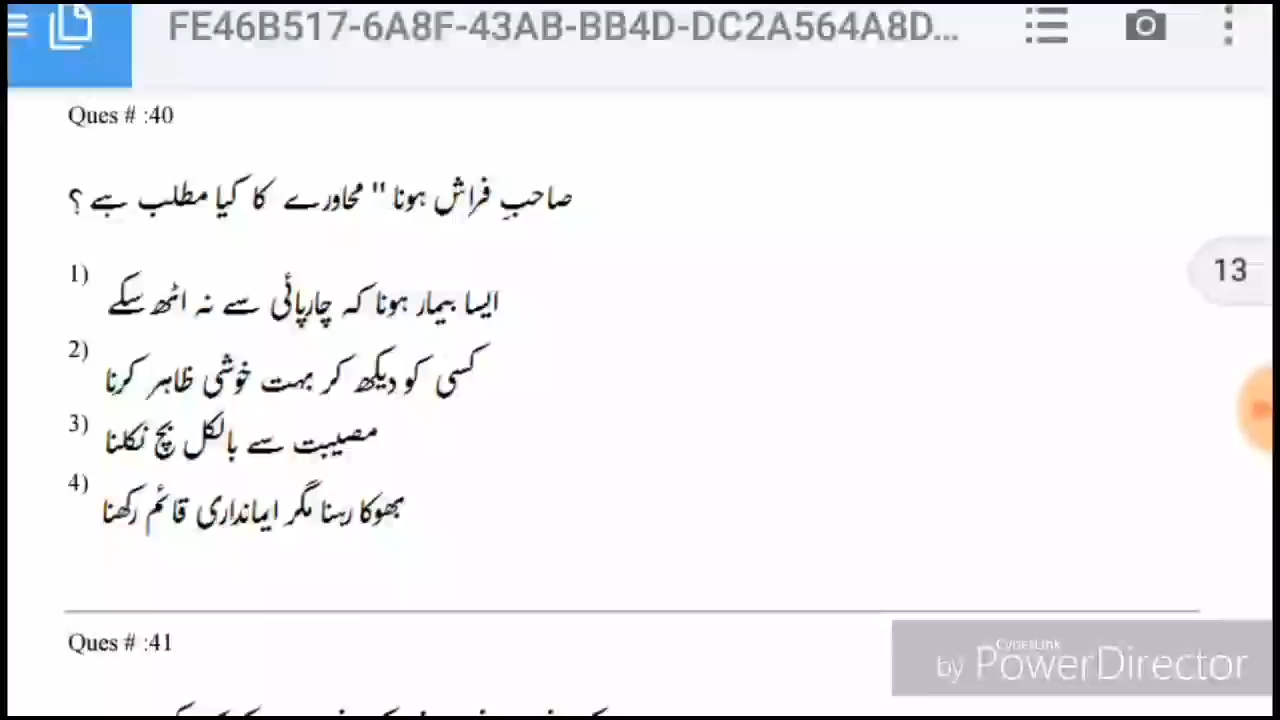 FE46B517-6A8F-43AB-BB4D-DC2A564A8D...
Ques # :40
صاحبِ فراش ہونا " محاورے کا کیا مطلب ہے ؟
13
1) ایسا بیمار ہونا کہ چارپائی سے نہ اٹھ سکے
2) کسی کو دیکھ کر بہت خوشی ظاہر کرنا
3) مصیبت سے بالکل بچ نکلنا
4) بھوکا رہنا مگر ایمانداری قائم رکھنا
Ques # :41
CyberLink
by PowerDirector